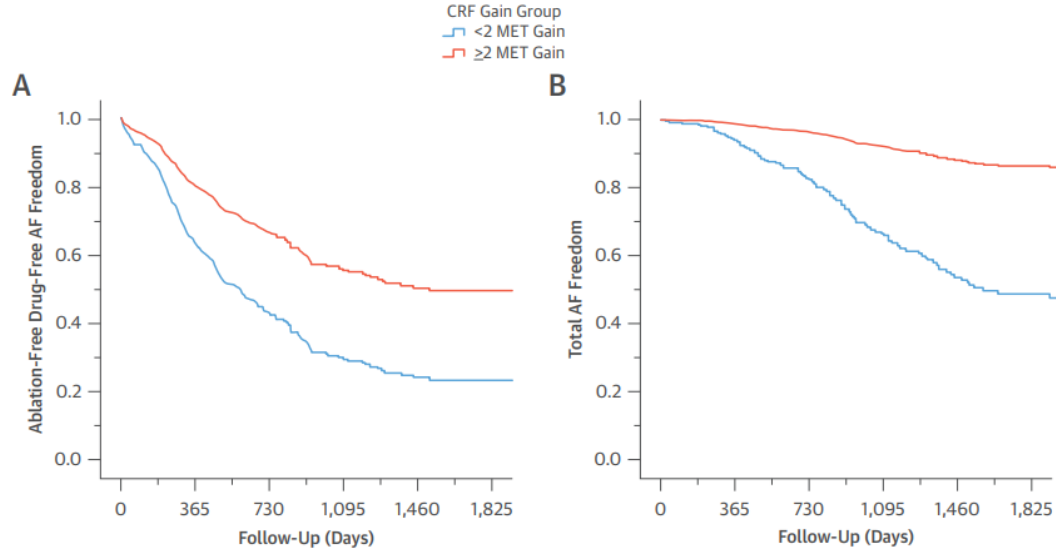 CRF Gain Group
<2 MET Gain
≥2 MET Gain
A
B
Ablation-Free Drug-Free AF Freedom
1.0
0.8
0.6
0.4
0.2
0.0
0 365 730 1,095 1,460 1,825
Follow-Up (Days)
Total AF Freedom
1.0
0.8
0.6
0.4
0.2
0.0
0 365 730 1,095 1,460 1,825
Follow-Up (Days)